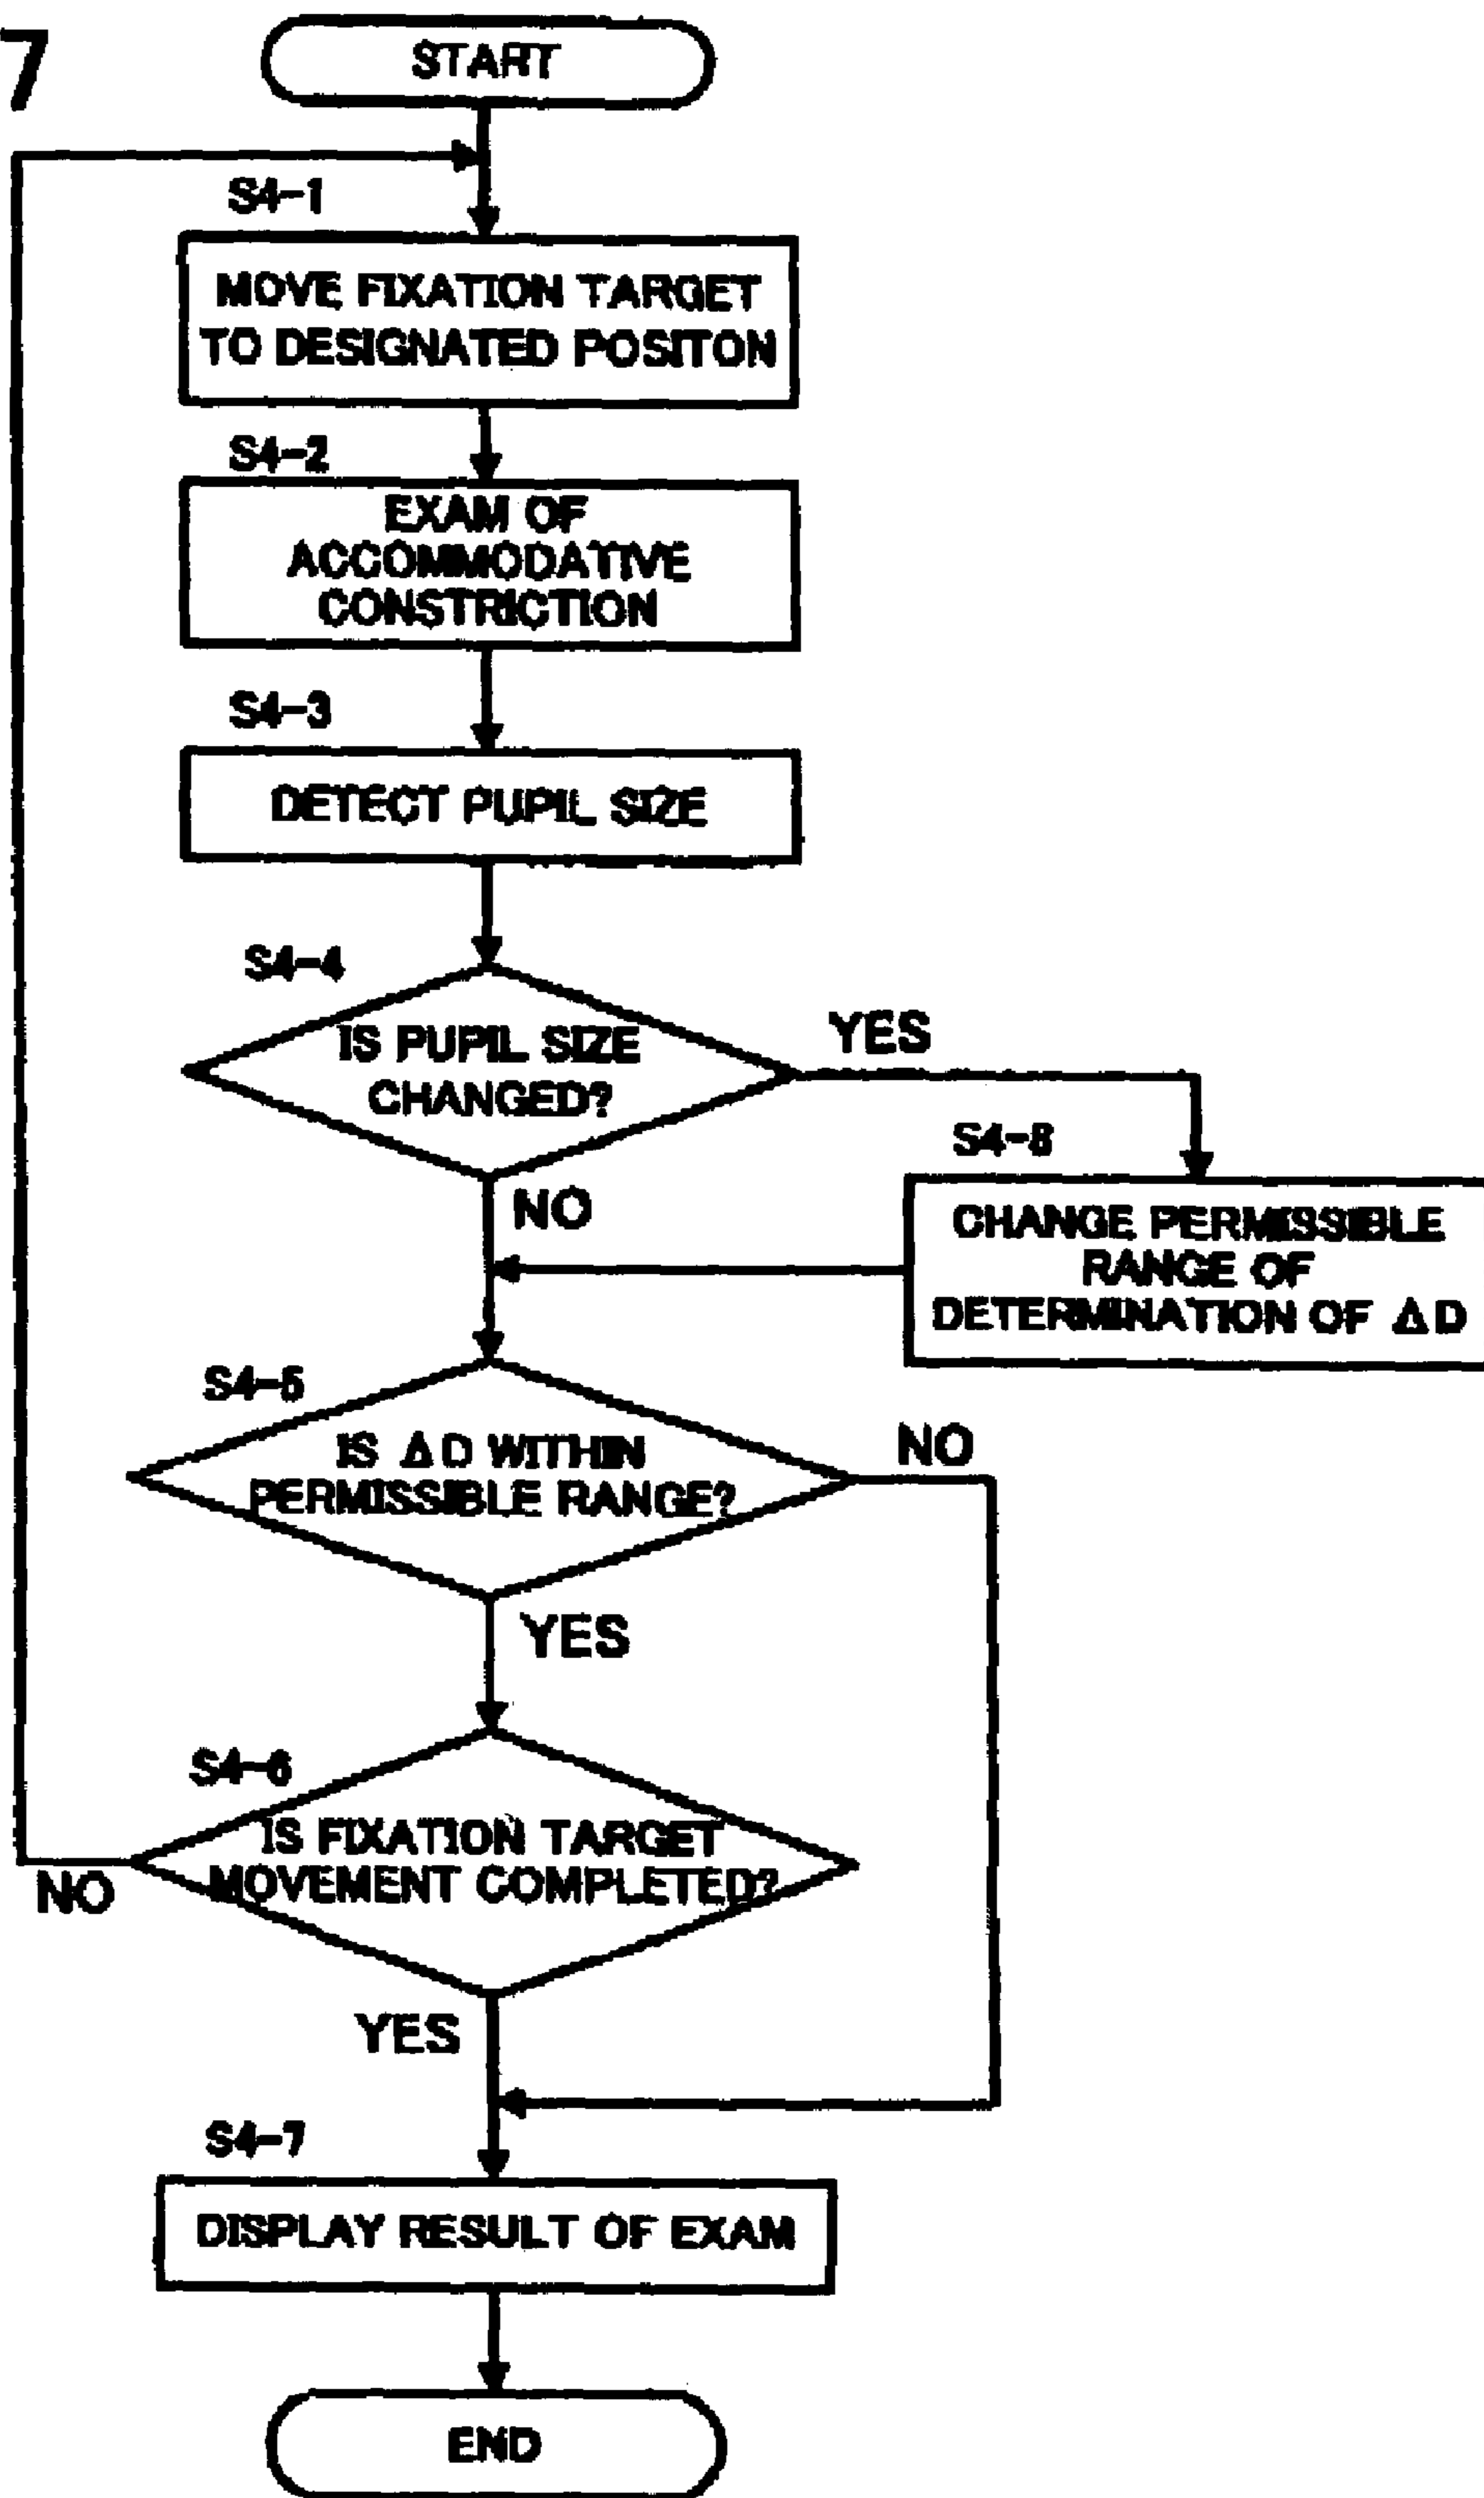 7
START
S4-1
MOVE FIXATION TARGET
TO DESIGNATED POSITON
S4-2
EXAM OF
ACCOMMODATIVE
CONSTRICTION
S4-3
DETECT PUPIL SIZE
S4-4
IS PUPIL SIZE
CHANGED?
YES
NO
S4-8
CHANGE PERMISSIBLE
RANGE OF
DETERMINATION OF ΔD
S4-5
IS ΔD WITHIN
PERMISSIBLE RANGE?
NO
YES
S4-6
IS FIXATION TARGET
MOVEMENT COMPLETED?
NO
YES
S4-7
DISPLAY RESULT OF EXAM
END